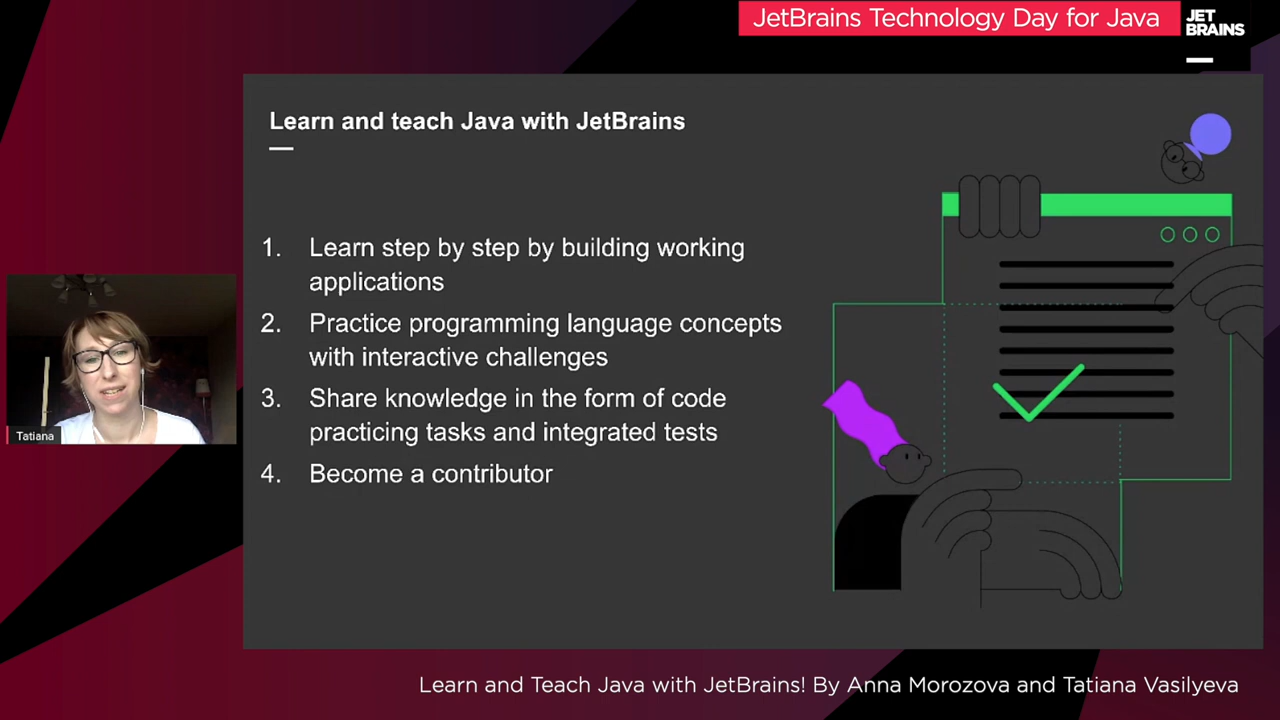 JetBrains Technology Day for Java
JET
BRAINS
Learn and teach Java with JetBrains
1. Learn step by step by building working
applications
2. Practice programming language concepts
with interactive challenges
3. Share knowledge in the form of code
practicing tasks and integrated tests
4. Become a contributor
Tatiana
Learn and Teach Java with JetBrains! By Anna Morozova and Tatiana Vasilyeva